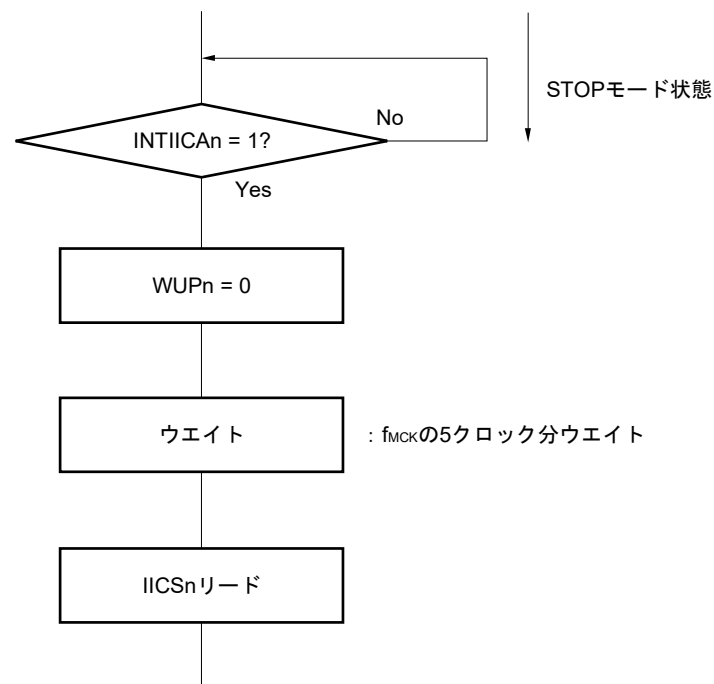 STOPモード状態
No
INTIICAn = 1?
Yes
WUPn = 0
ウエイト
: fMCKの5クロック分ウエイト
IICSnリード